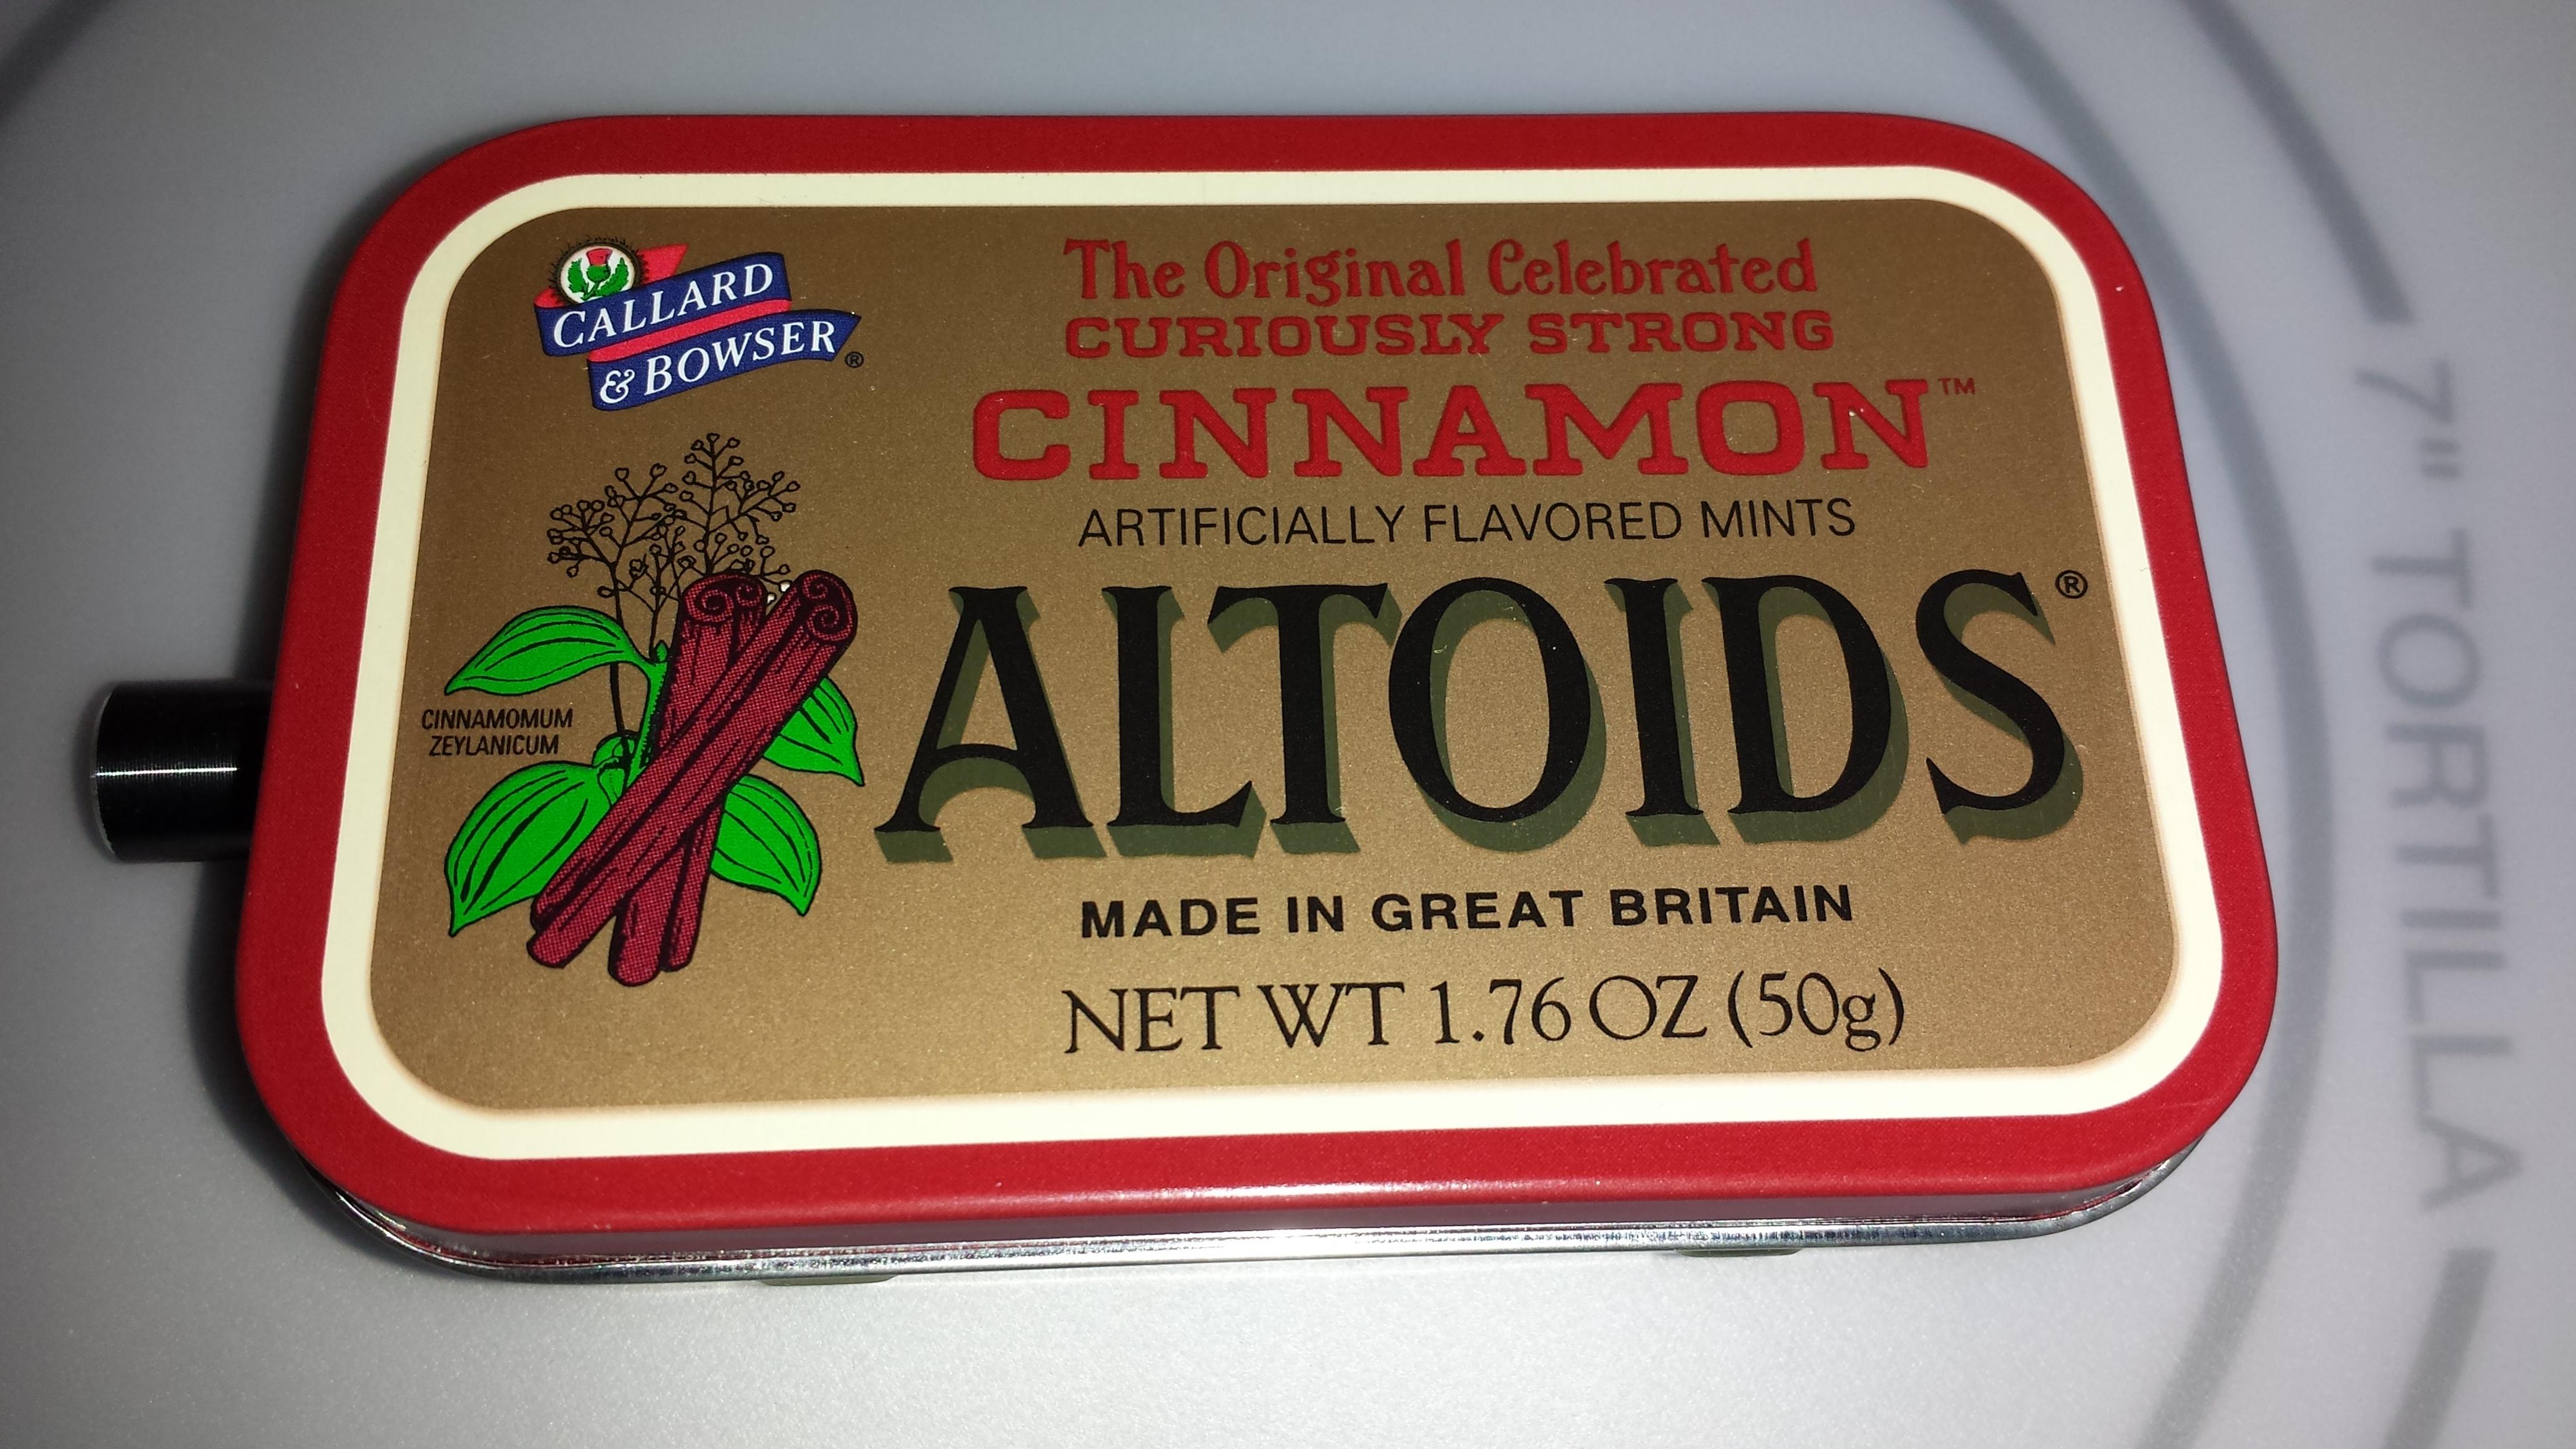 CALLARD
& BOWSER®
The Original Celebrated
CURIOUSLY STRONG
CINNAMON™
ARTIFICIALLY FLAVORED MINTS
ALTOIDS®
CINNAMOMUM
ZEYLANICUM
MADE IN GREAT BRITAIN
NET WT 1.76 OZ (50g)
7" TORTILLA